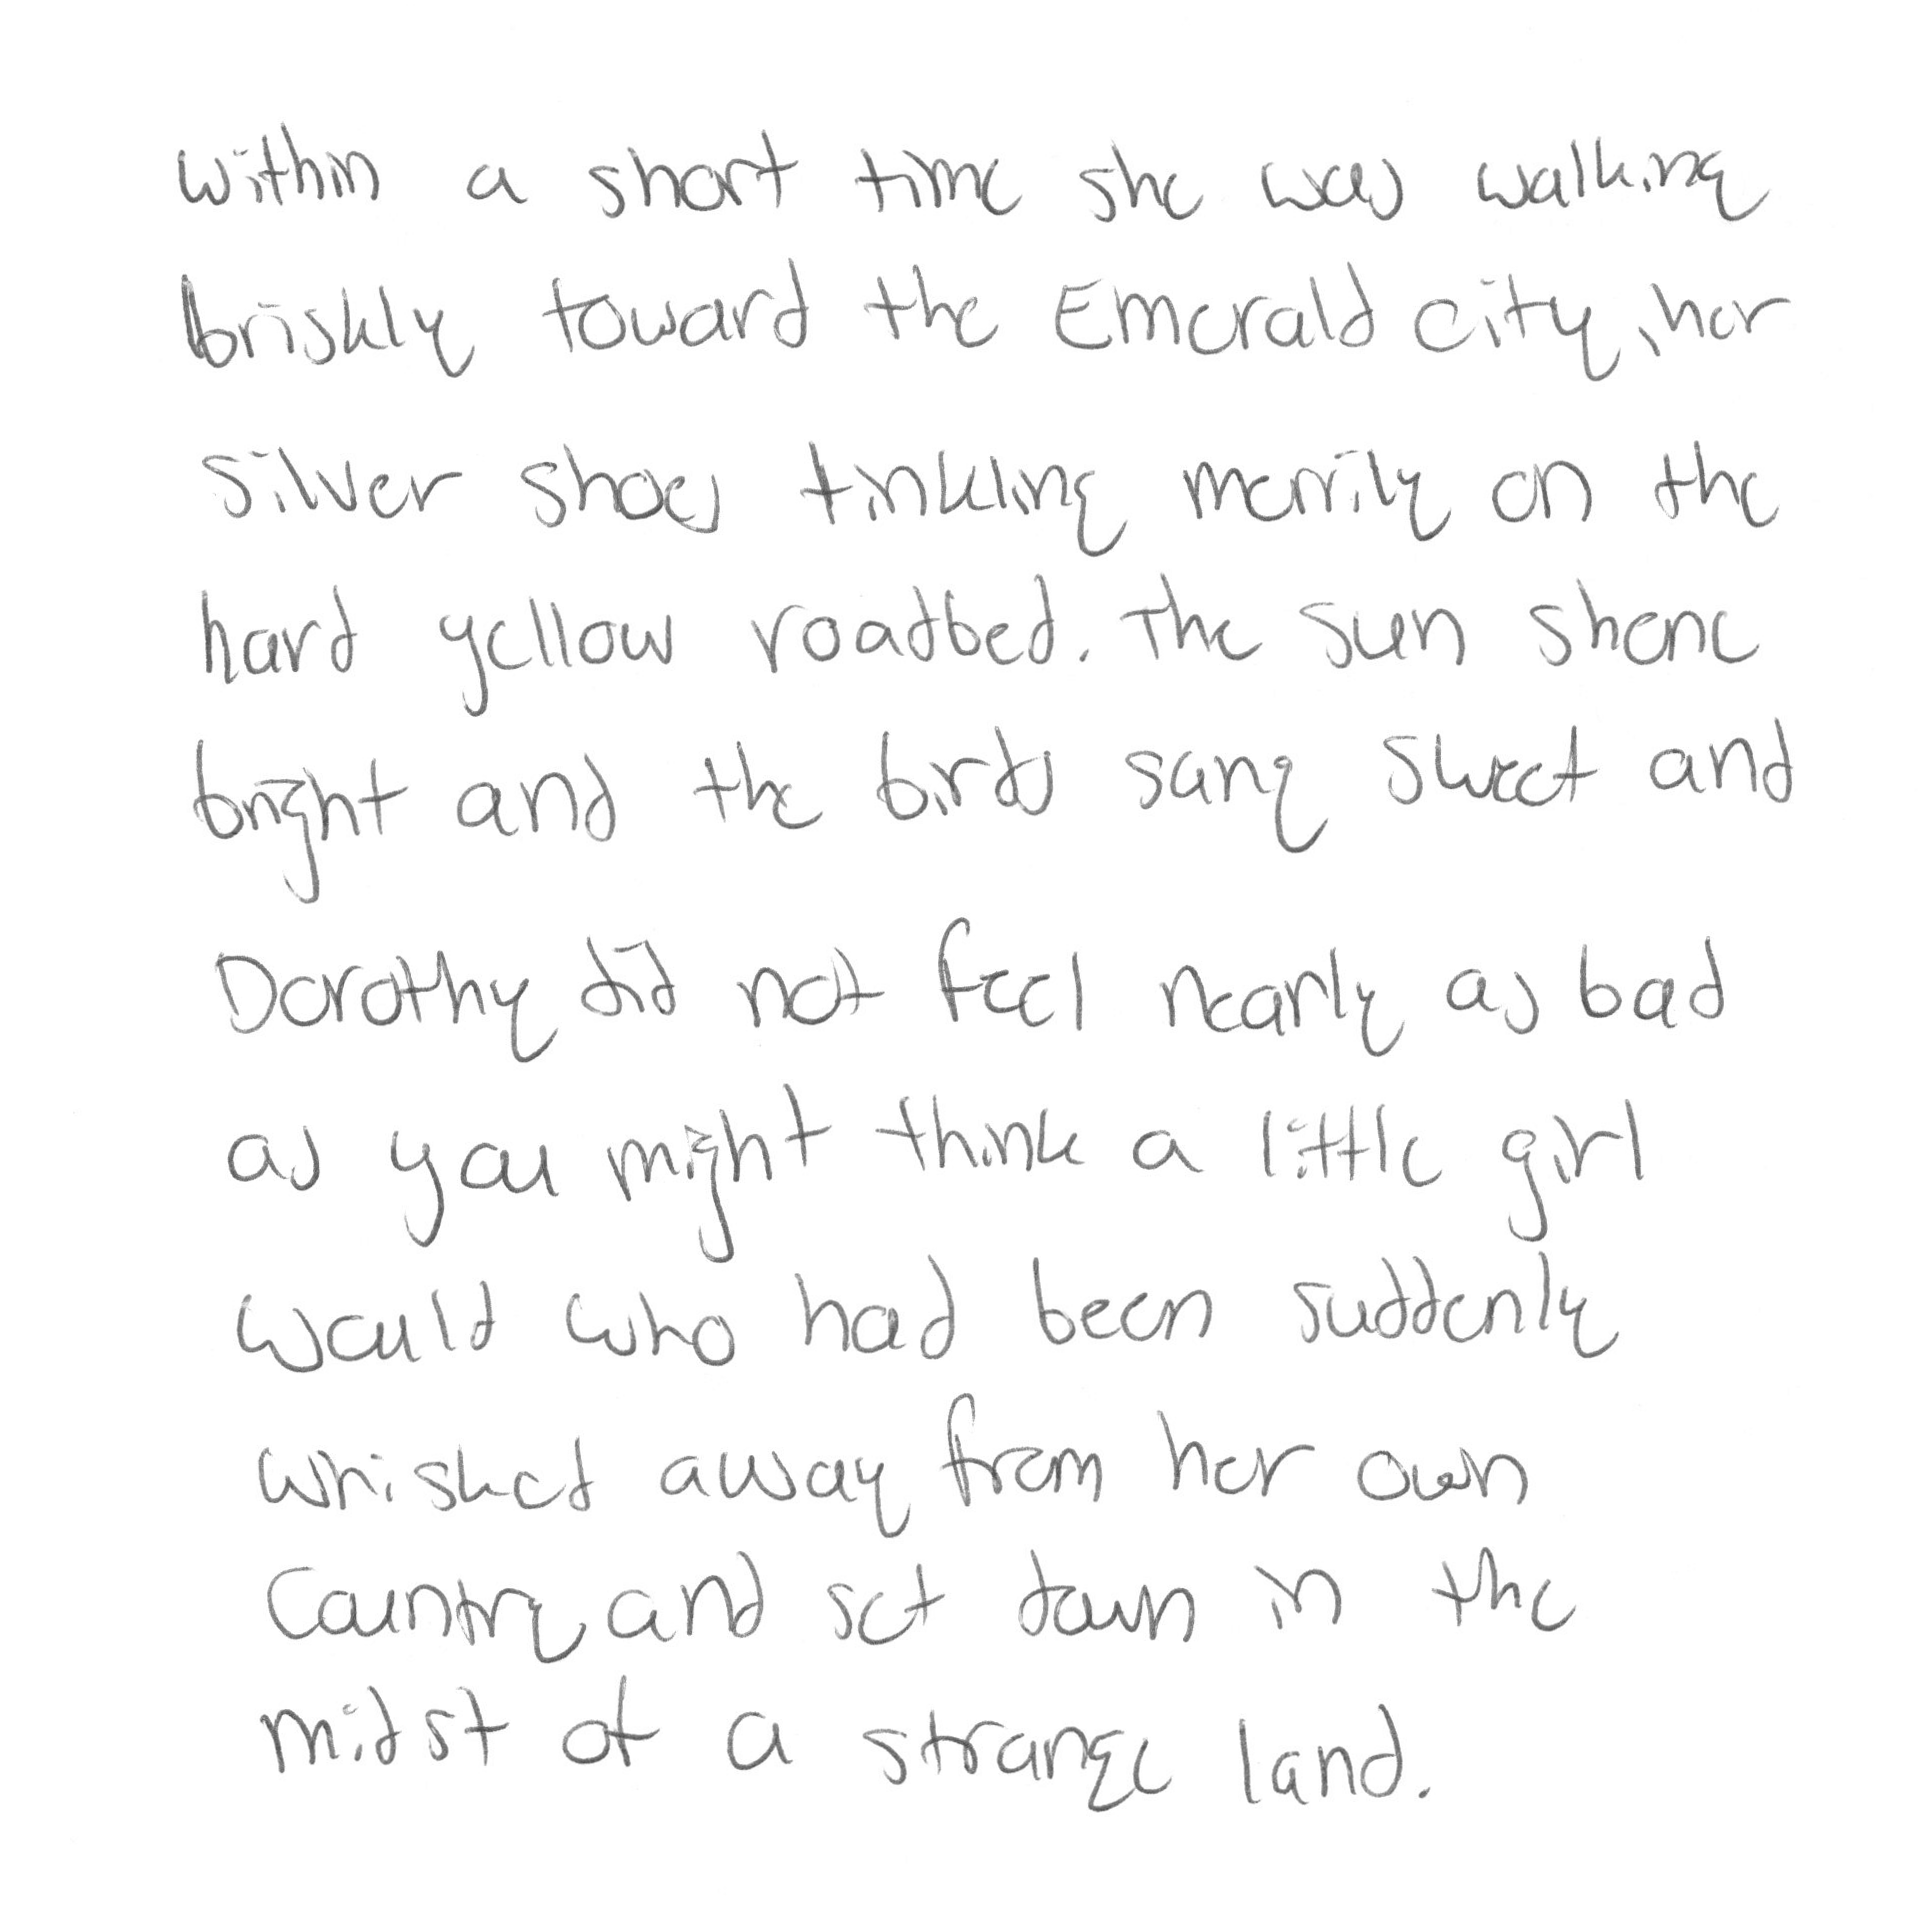 within a short time she was walking
briskly toward the Emerald City, her
silver shoes tinkling merrily on the
hard yellow roadbed. The sun shone
bright and the birds sang sweet and
Dorothy did not feel nearly as bad
as you might think a little girl
would who had been suddenly
whisked away from her own
country and set down in the
midst of a strange land.